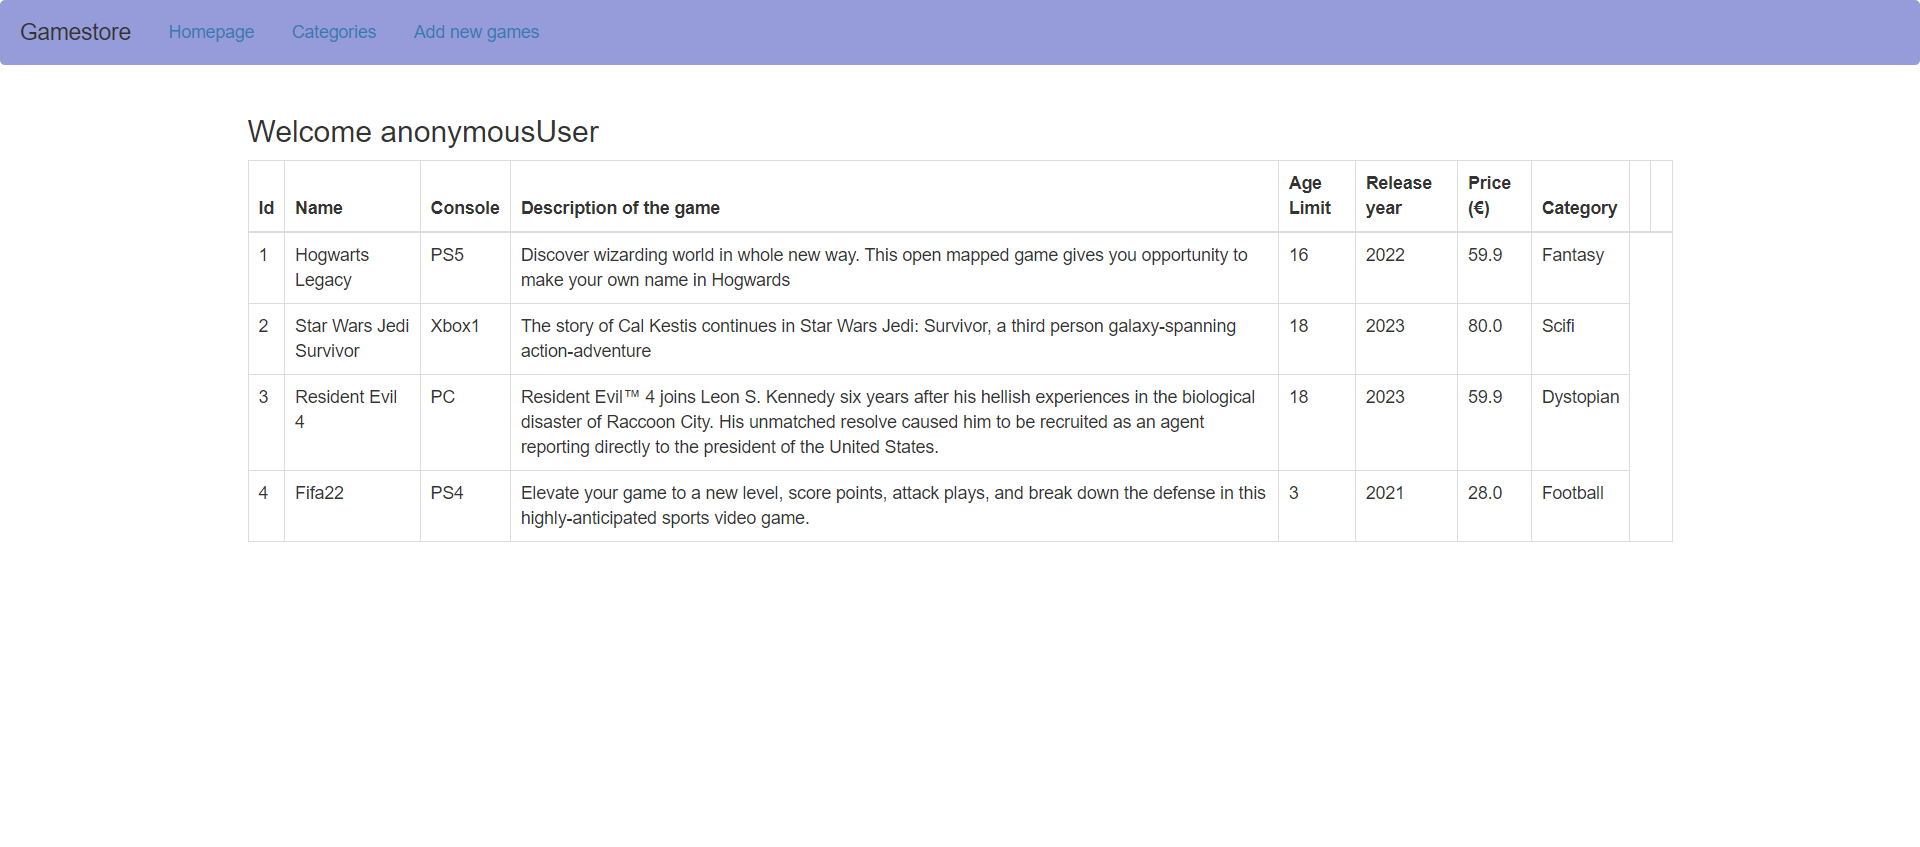 Gamestore Homepage Categories Add new games
Welcome anonymousUser
Id Name Console Description of the game Age Limit Release year Price (€) Category
1 Hogwarts Legacy PS5 Discover wizarding world in whole new way. This open mapped game gives you opportunity to make your own name in Hogwards 16 2022 59.9 Fantasy
2 Star Wars Jedi Survivor Xbox1 The story of Cal Kestis continues in Star Wars Jedi: Survivor, a third person galaxy-spanning action-adventure 18 2023 80.0 Scifi
3 Resident Evil 4 PC Resident Evil™ 4 joins Leon S. Kennedy six years after his hellish experiences in the biological disaster of Raccoon City. His unmatched resolve caused him to be recruited as an agent reporting directly to the president of the United States. 18 2023 59.9 Dystopian
4 Fifa22 PS4 Elevate your game to a new level, score points, attack plays, and break down the defense in this highly-anticipated sports video game. 3 2021 28.0 Football